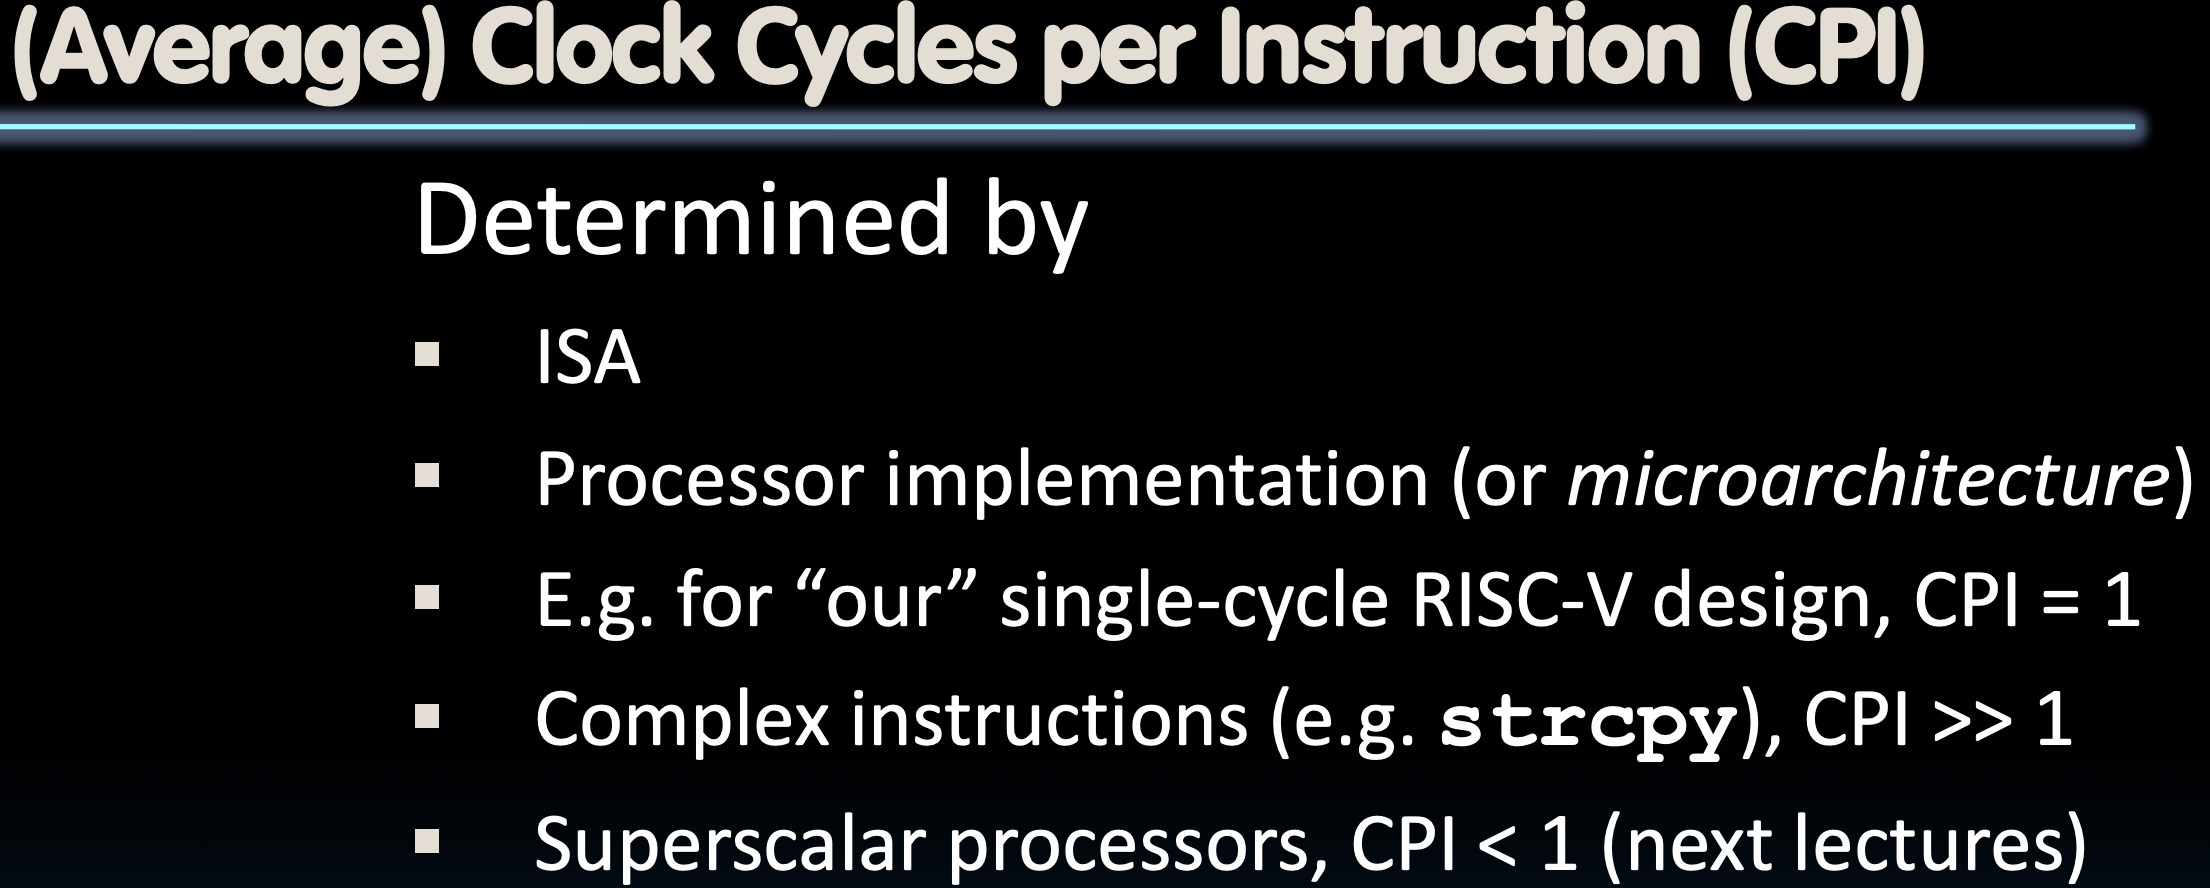 (Average) Clock Cycles per Instruction (CPI)
Determined by
▪ ISA
▪ Processor implementation (or microarchitecture)
▪ E.g. for “our” single-cycle RISC-V design, CPI = 1
▪ Complex instructions (e.g. strcpy), CPI >> 1
▪ Superscalar processors, CPI < 1 (next lectures)